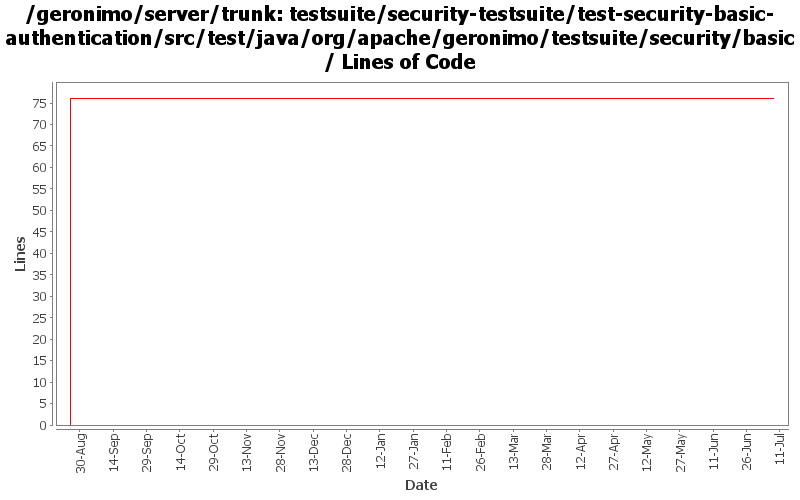 /geronimo/server/trunk: testsuite/security-testsuite/test-security-basic-
authentication/src/test/java/org/apache/geronimo/testsuite/security/basic
/ Lines of Code
75
70
65
60
55
50
45
40
35
30
25
20
15
10
5
0
Lines
30-Aug
14-Sep
29-Sep
14-Oct
29-Oct
13-Nov
28-Nov
13-Dec
28-Dec
12-Jan
27-Jan
11-Feb
26-Feb
13-Mar
28-Mar
12-Apr
27-Apr
12-May
27-May
11-Jun
26-Jun
11-Jul
Date